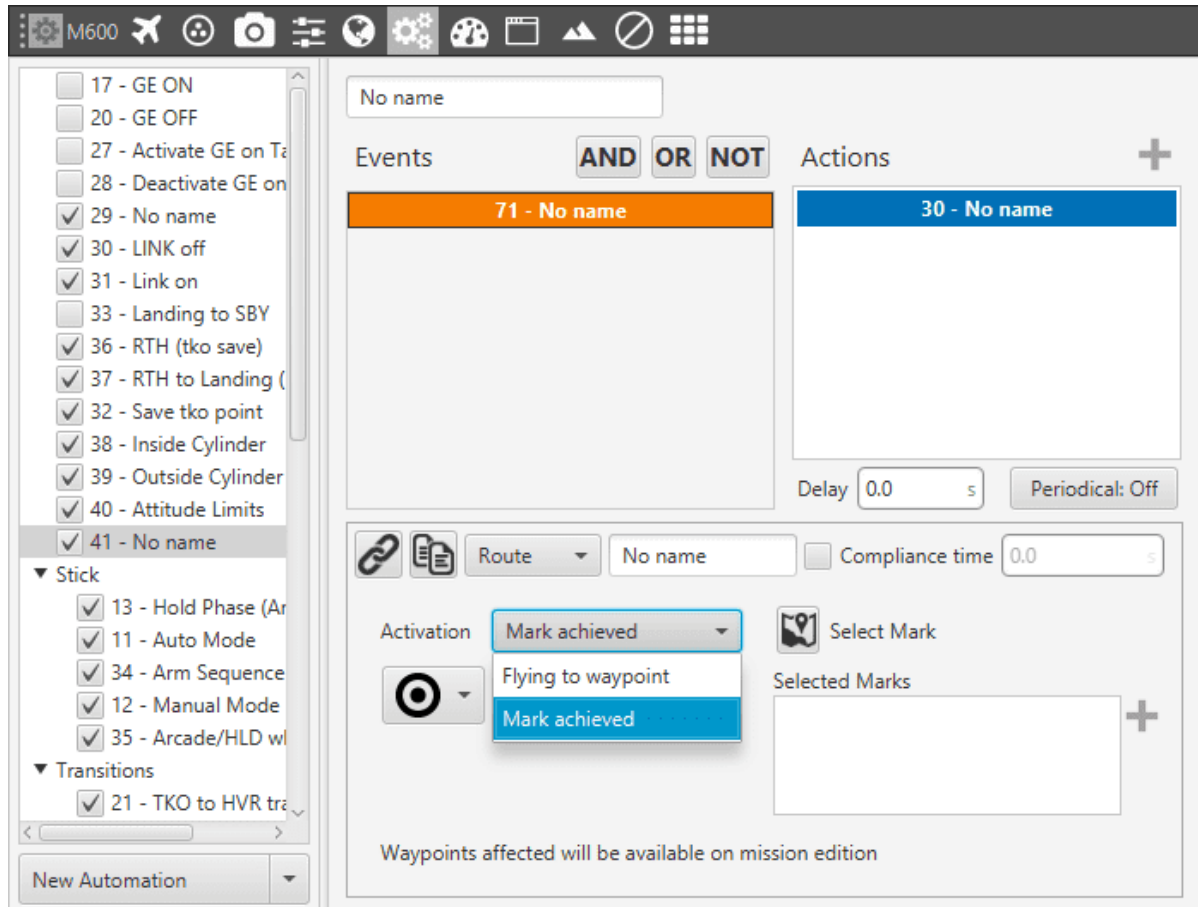 M600
17 - GE ON
20 - GE OFF
27 - Activate GE on Ta
28 - Deactivate GE on
29 - No name
30 - LINK off
31 - Link on
33 - Landing to SBY
36 - RTH (tko save)
37 - RTH to Landing (
32 - Save tko point
38 - Inside Cylinder
39 - Outside Cylinder
40 - Attitude Limits
41 - No name
Stick
13 - Hold Phase (Ar
11 - Auto Mode
34 - Arm Sequence
12 - Manual Mode
35 - Arcade/HLD wl
Transitions
21 - TKO to HVR tra
New Automation
No name
Events AND OR NOT
71 - No name
Actions
30 - No name
Delay 0.0 s Periodical: Off
Route No name Compliance time 0.0 s
Activation Mark achieved Select Mark
Flying to waypoint
Mark achieved
Selected Marks
Waypoints affected will be available on mission edition